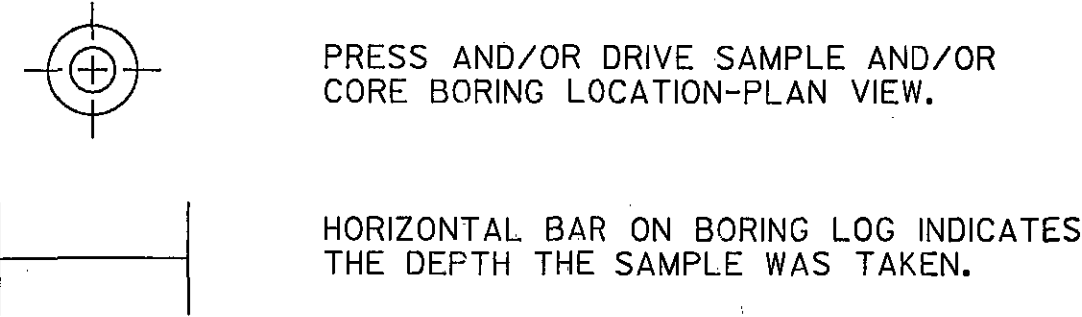 PRESS AND/OR DRIVE SAMPLE AND/OR
CORE BORING LOCATION-PLAN VIEW.
HORIZONTAL BAR ON BORING LOG INDICATES
THE DEPTH THE SAMPLE WAS TAKEN.